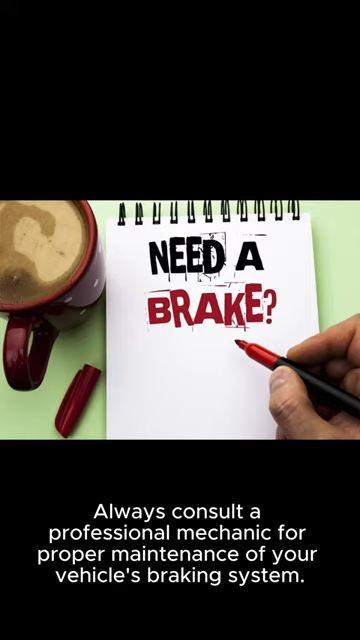 NEED A
BRAKE?
Always consult a
professional mechanic for
proper maintenance of your
vehicle's braking system.